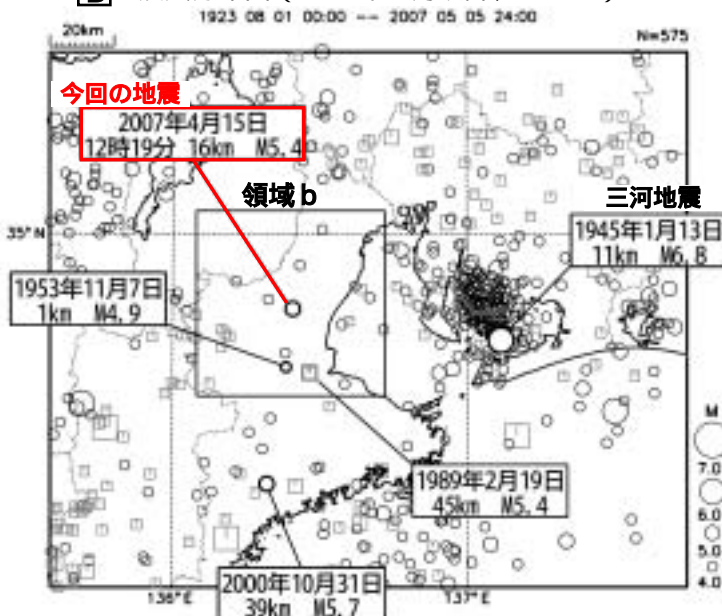 1923 08 01 00:00 -- 2007 05 05 24:00
20km
N=575
今回の地震
2007年4月15日
12時19分 16km M5.4
領域b
三河地震
1945年1月13日
11km M6.8
35°N
1953年11月7日
1km M4.9
1989年2月19日
45km M5.4
2000年10月31日
39km M5.7
136°E
137°E
M
7.0
6.0
5.0
4.0